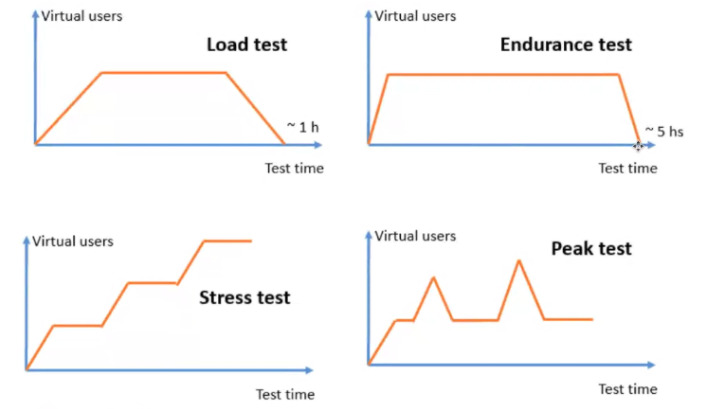 Virtual users
Load test
~ 1 h
Test time
Virtual users
Endurance test
~ 5 hs
Test time
Virtual users
Stress test
Test time
Virtual users
Peak test
Test time